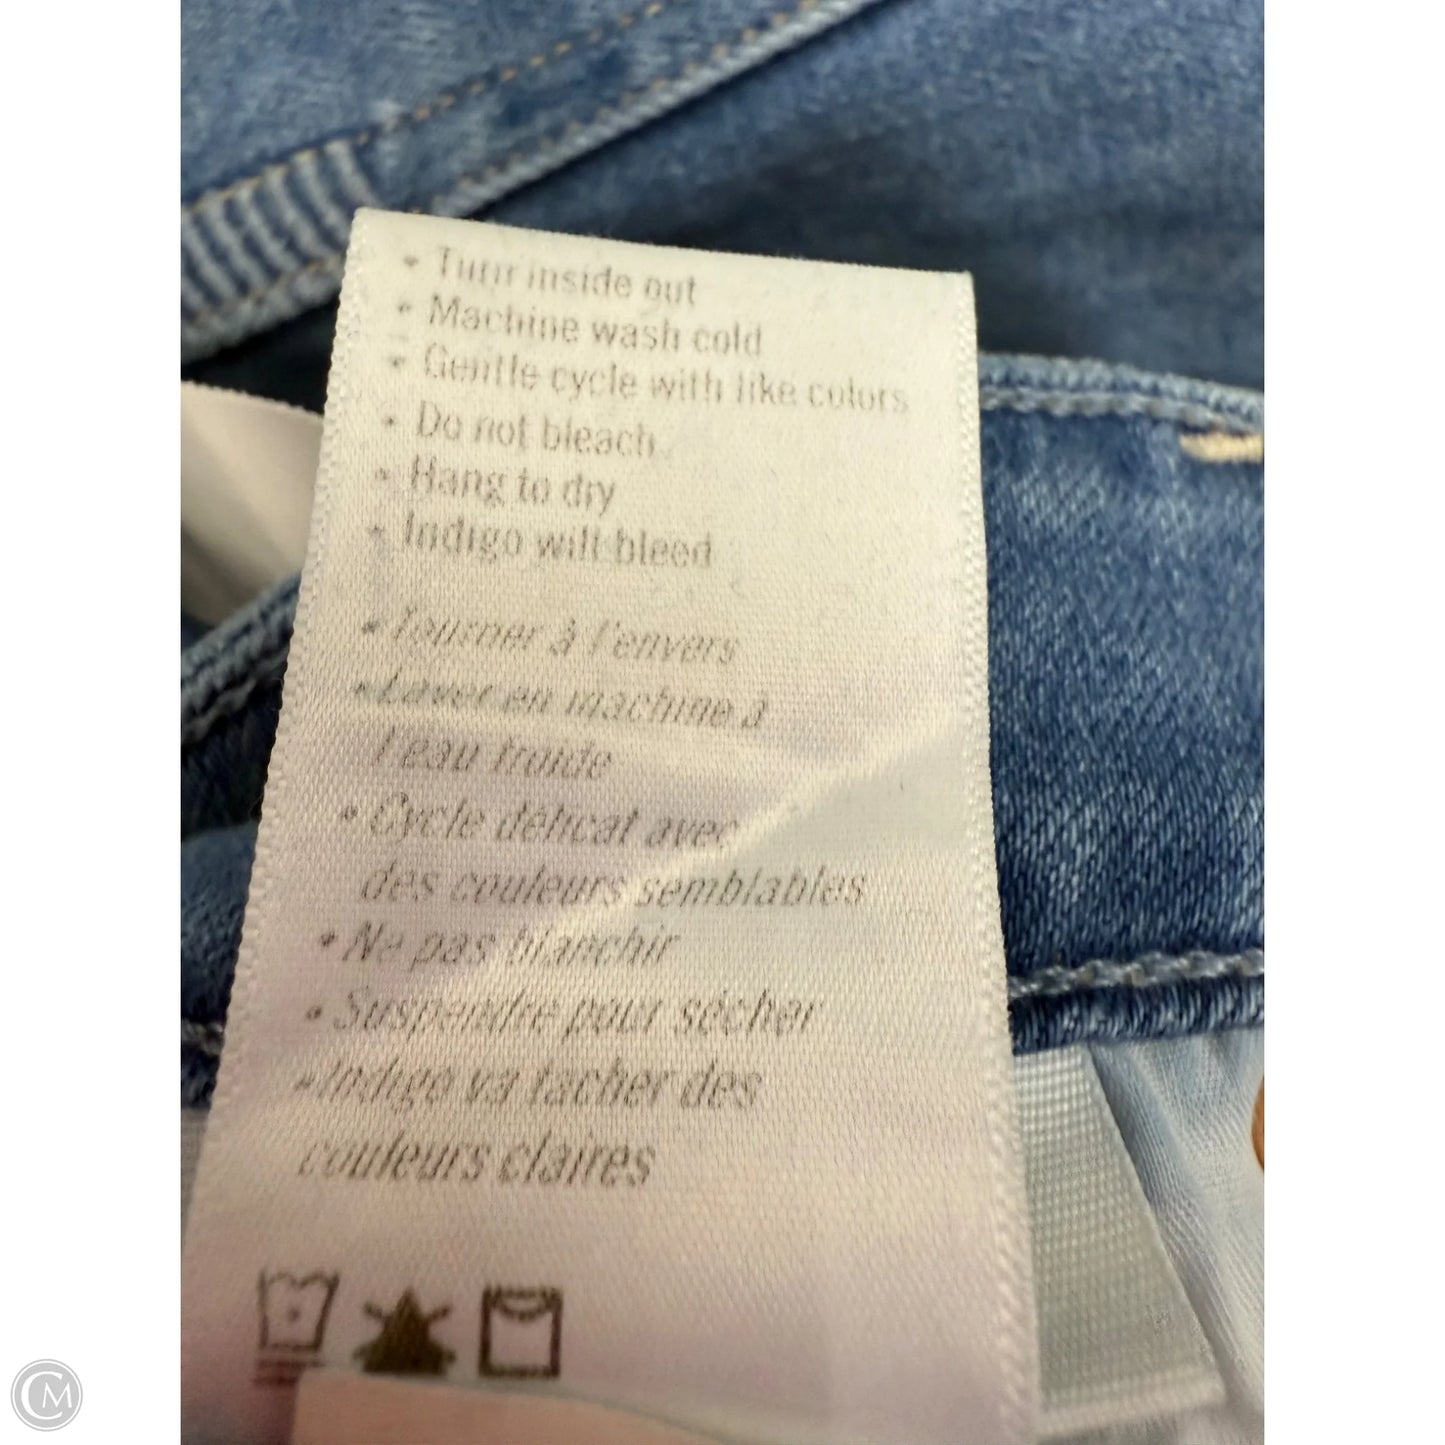 • Turn inside out
• Machine wash cold
• Gentle cycle with like colors
• Do not bleach
• Hang to dry
• Indigo will bleed
• Tourner à l'envers
• Laver en machine à
l'eau froide
• Cycle délicat avec
des couleurs semblables
• Ne pas blanchir
• Suspendre pour sécher
• Indigo va tacher des
couleurs claires
CM